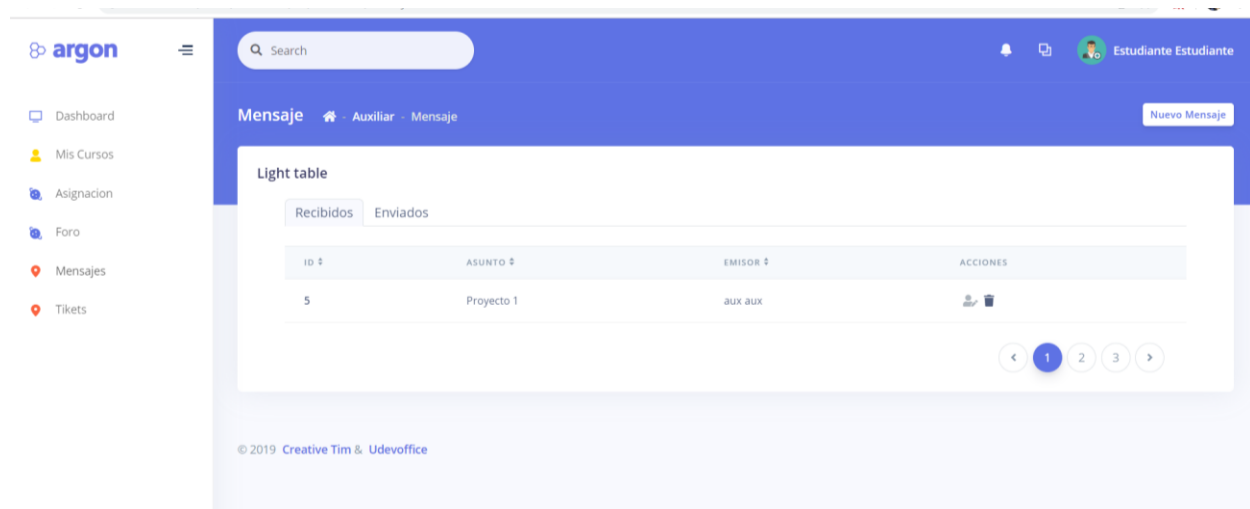 argon
Search
Estudiante Estudiante
Dashboard
Mis Cursos
Asignacion
Foro
Mensajes
Tikets
Mensaje - Auxiliar - Mensaje
Nuevo Mensaje
Light table
Recibidos Enviados
ID ASUNTO EMISOR ACCIONES
5 Proyecto 1 aux aux
1 2 3
© 2019 Creative Tim & Udevoffice